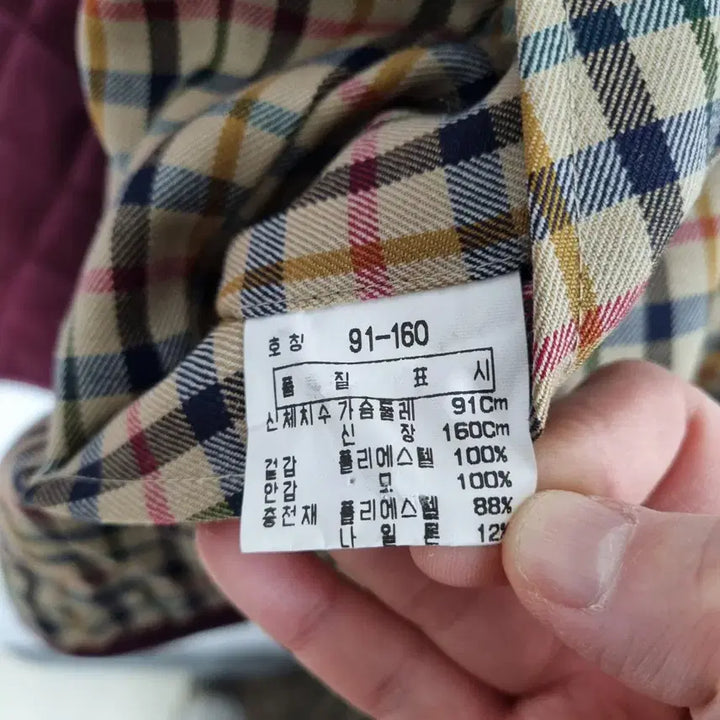 호칭 91-160
품질표시
신체치수 가슴둘레 91Cm
신장 160Cm
겉감 폴리에스텔 100%
안감 모 100%
충전채 폴리에스텔 88%
나일론 12%